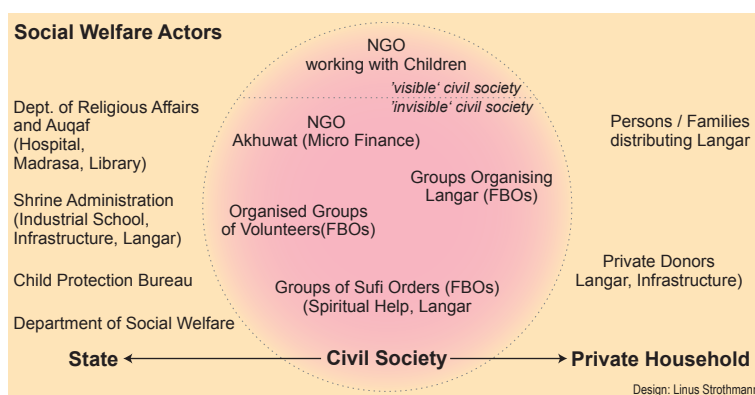 Social Welfare Actors
NGO
working with Children
'visible' civil society
'invisible' civil society
Dept. of Religious Affairs
and Auqaf
(Hospital,
Madrasa, Library)
NGO
Akhuwat (Micro Finance)
Persons / Families
distributing Langar
Groups Organising
Langar (FBOs)
Shrine Administration
(Industrial School,
Infrastructure, Langar)
Organised Groups
of Volunteers(FBOs)
Private Donors
Langar, Infrastructure)
Child Protection Bureau
Groups of Sufi Orders (FBOs)
(Spiritual Help, Langar
Department of Social Welfare
State
Civil Society
Private Household
Design: Linus Strothmann